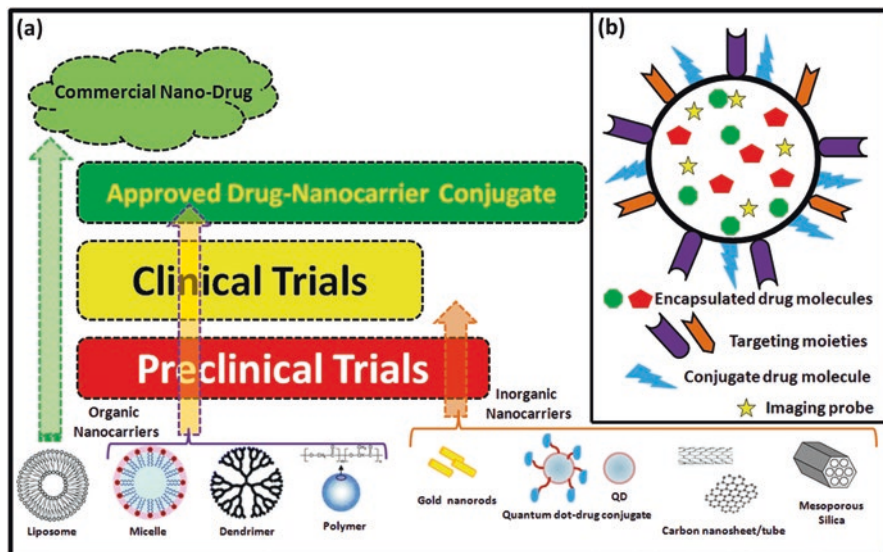 (a)
Commercial Nano-Drug
Approved Drug-Nanocarrier Conjugate
Clinical Trials
Preclinical Trials
Organic
Nanocarriers
Inorganic
Nanocarriers
Liposome
Micelle
Dendrimer
Polymer
Gold nanorods
Quantum dot-drug conjugate
QD
Carbon nanosheet/tube
Mesoporous
Silica
(b)
Encapsulated drug molecules
Targeting moieties
Conjugate drug molecule
Imaging probe